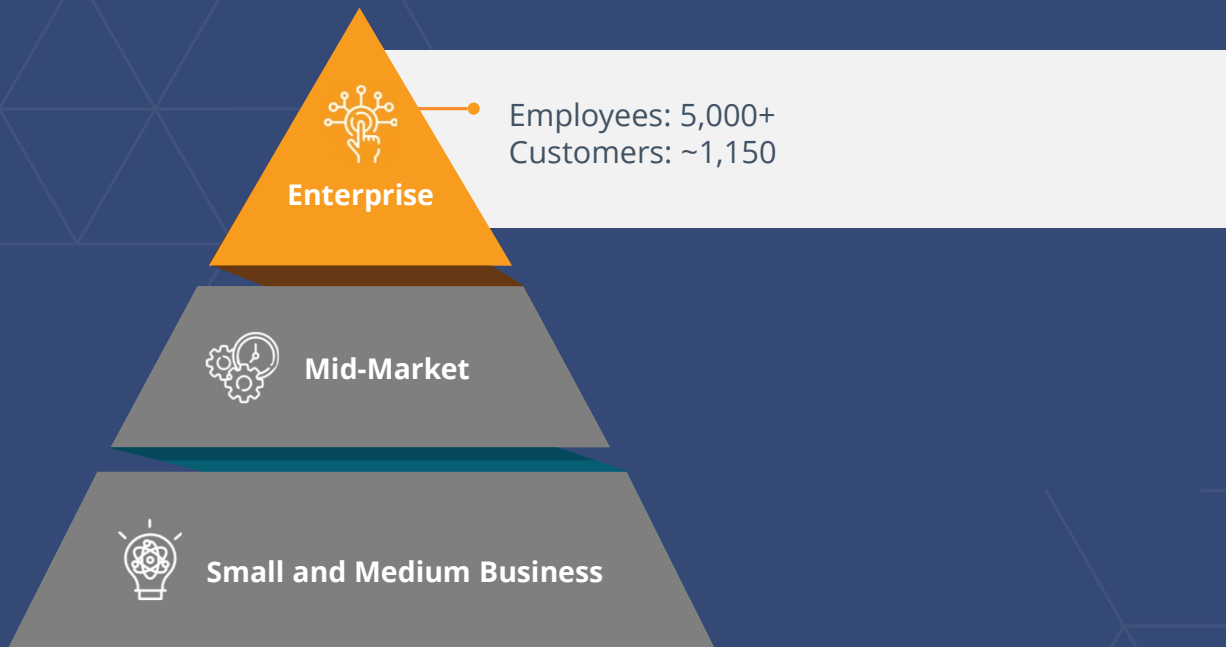 Employees: 5,000+
Customers: ~1,150
Enterprise
Mid-Market
Small and Medium Business